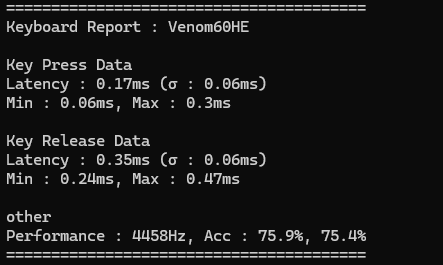 ========================================
Keyboard Report : Venom60HE
Key Press Data
Latency : 0.17ms (σ : 0.06ms)
Min : 0.06ms, Max : 0.3ms
Key Release Data
Latency : 0.35ms (σ : 0.06ms)
Min : 0.24ms, Max : 0.47ms
other
Performance : 4458Hz, Acc : 75.9%, 75.4%
========================================